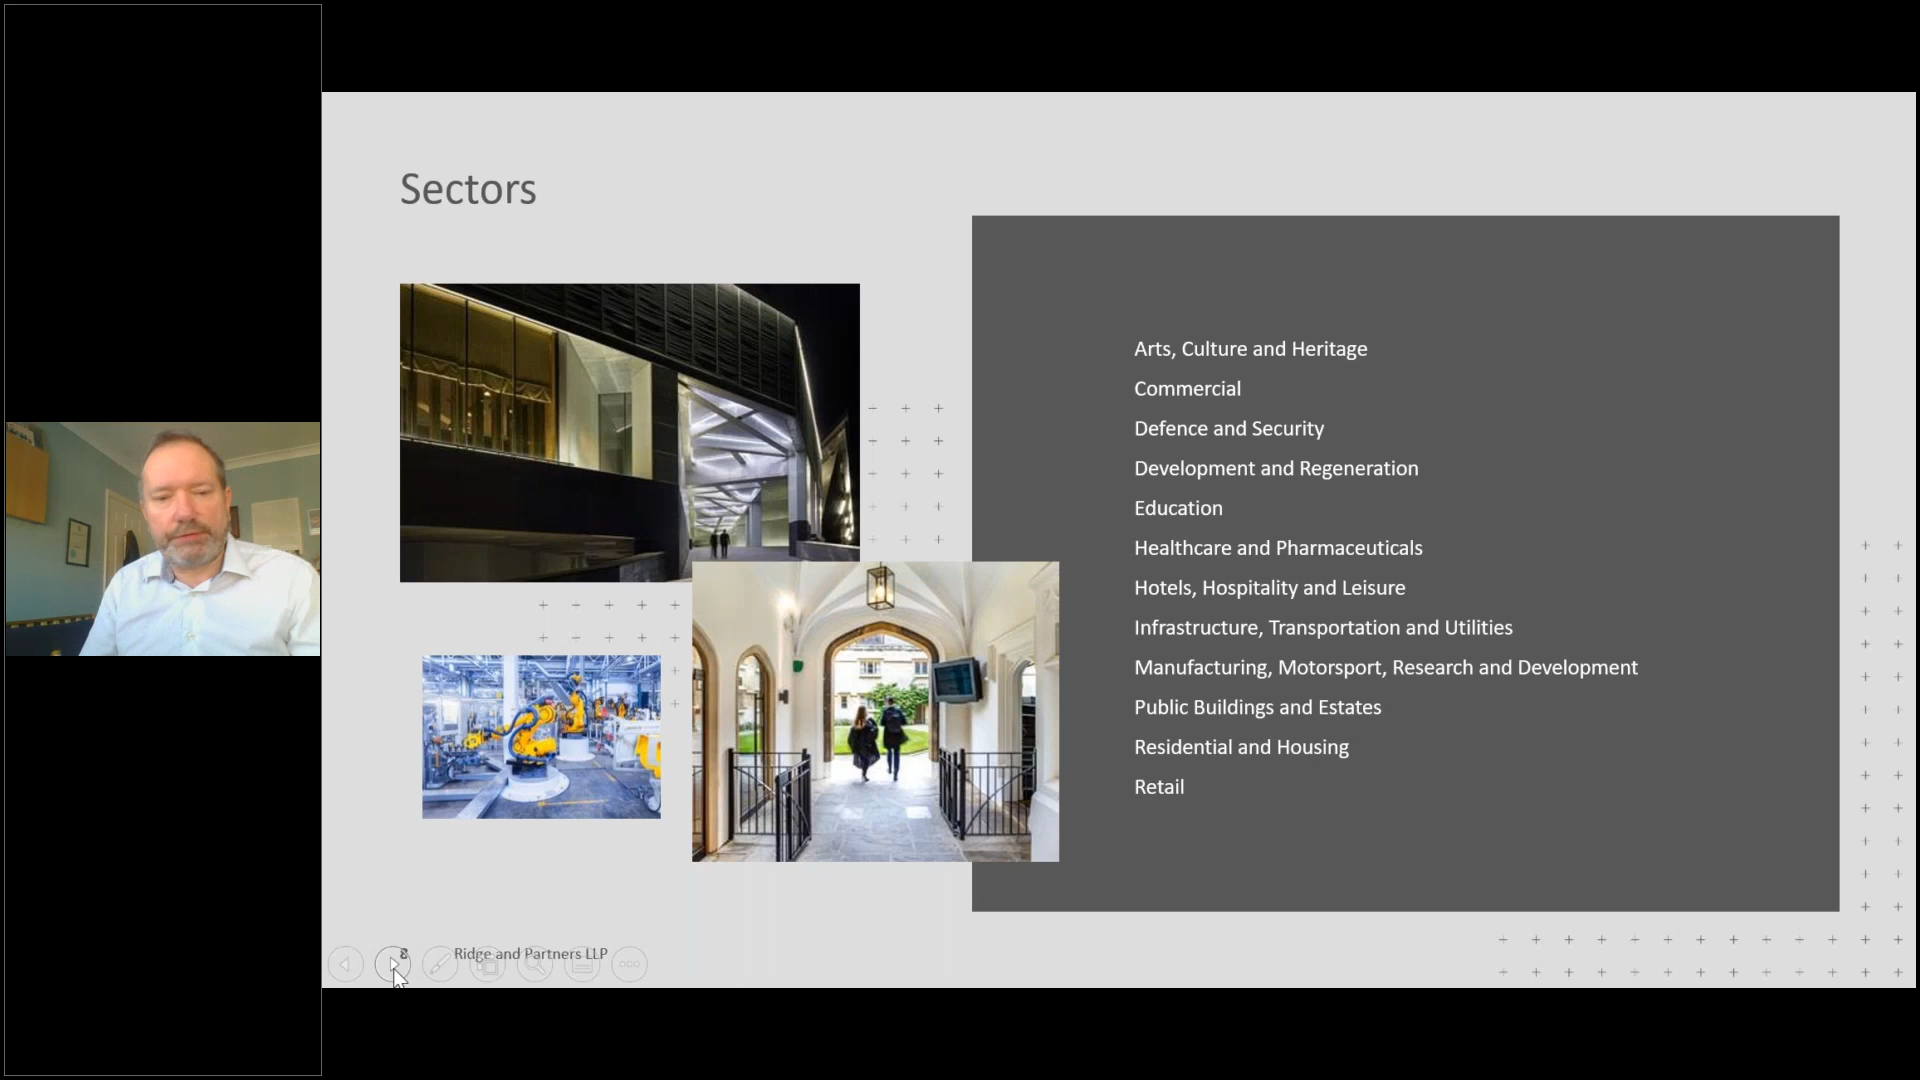 Sectors
Arts, Culture and Heritage
Commercial
Defence and Security
Development and Regeneration
Education
Healthcare and Pharmaceuticals
Hotels, Hospitality and Leisure
Infrastructure, Transportation and Utilities
Manufacturing, Motorsport, Research and Development
Public Buildings and Estates
Residential and Housing
Retail
8 Ridge and Partners LLP